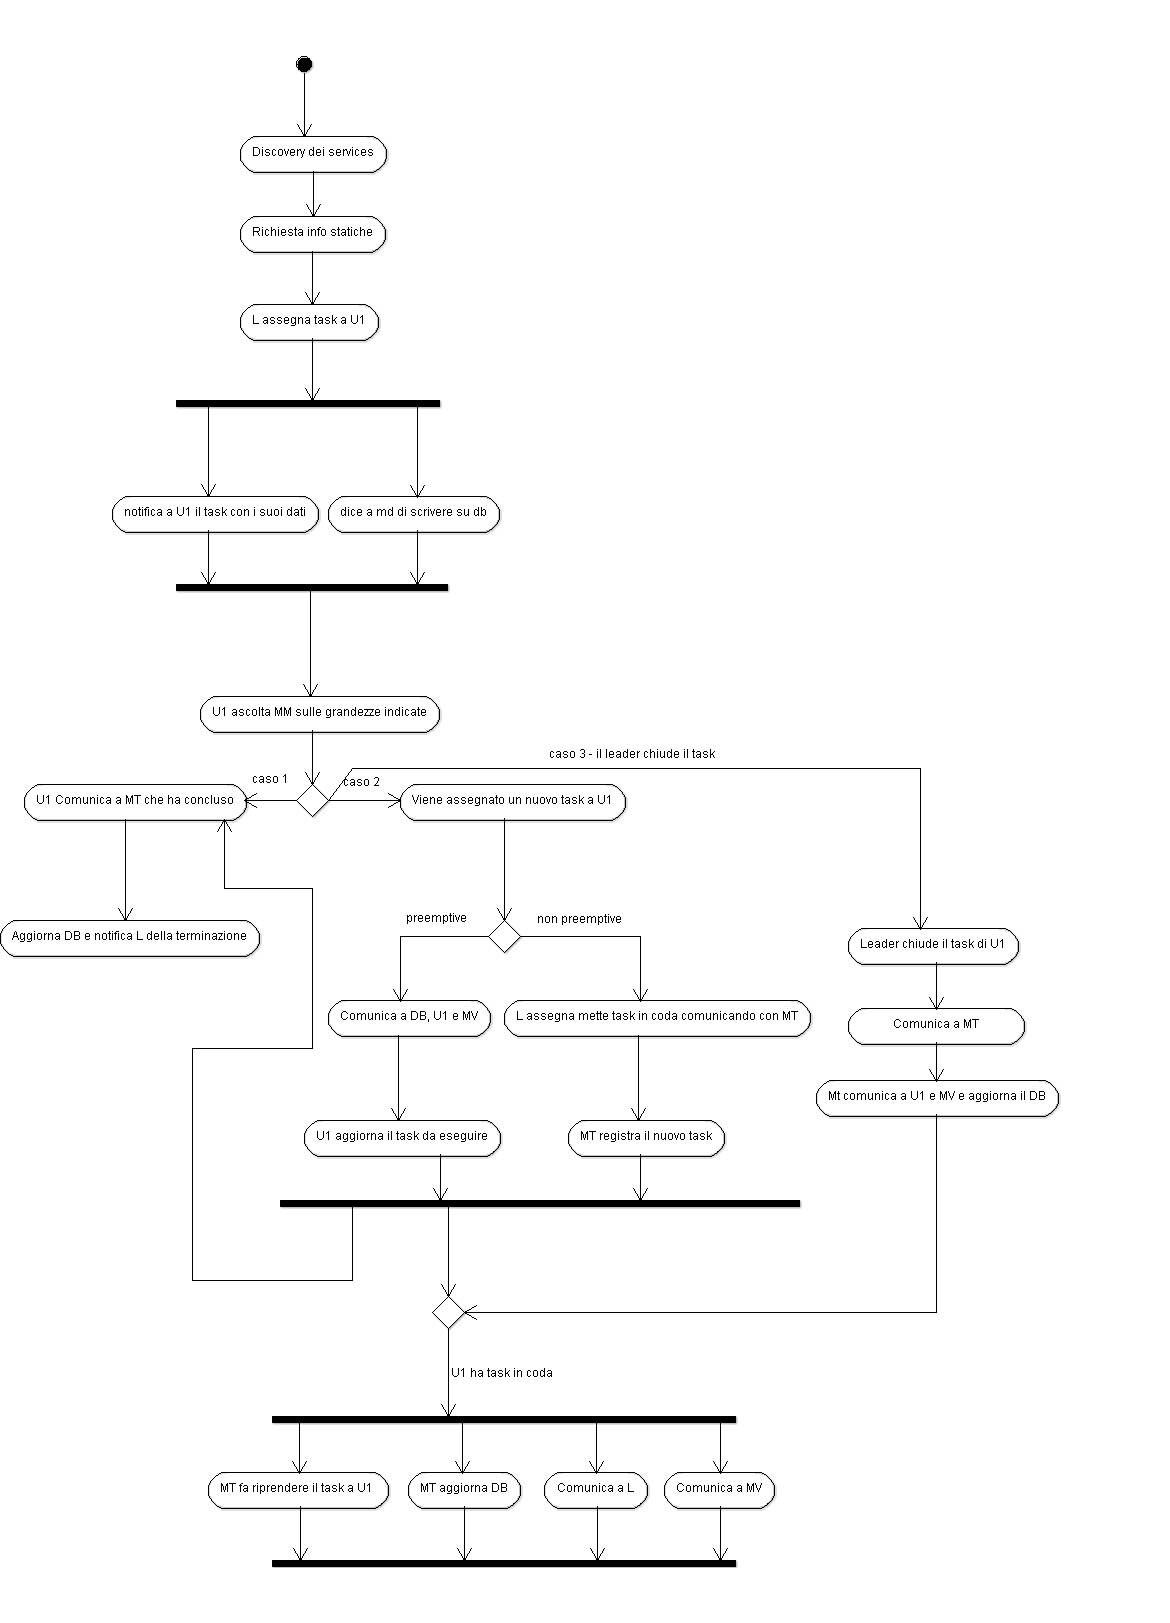 Discovery dei services
Richiesta info statiche
L assegna task a U1
notifica a U1 il task con i suoi dati
dice a md di scrivere su db
U1 ascolta MM sulle grandezze indicate
caso 3 - il leader chiude il task
caso 1
caso 2
U1 Comunica a MT che ha concluso
Viene assegnato un nuovo task a U1
preemptive
non preemptive
Aggiorna DB e notifica L della terminazione
Leader chiude il task di U1
Comunica a DB, U1 e MV
L assegna mette task in coda comunicando con MT
Comunica a MT
Mt comunica a U1 e MV e aggiorna il DB
U1 aggiorna il task da eseguire
MT registra il nuovo task
U1 ha task in coda
MT fa riprendere il task a U1
MT aggiorna DB
Comunica a L
Comunica a MV